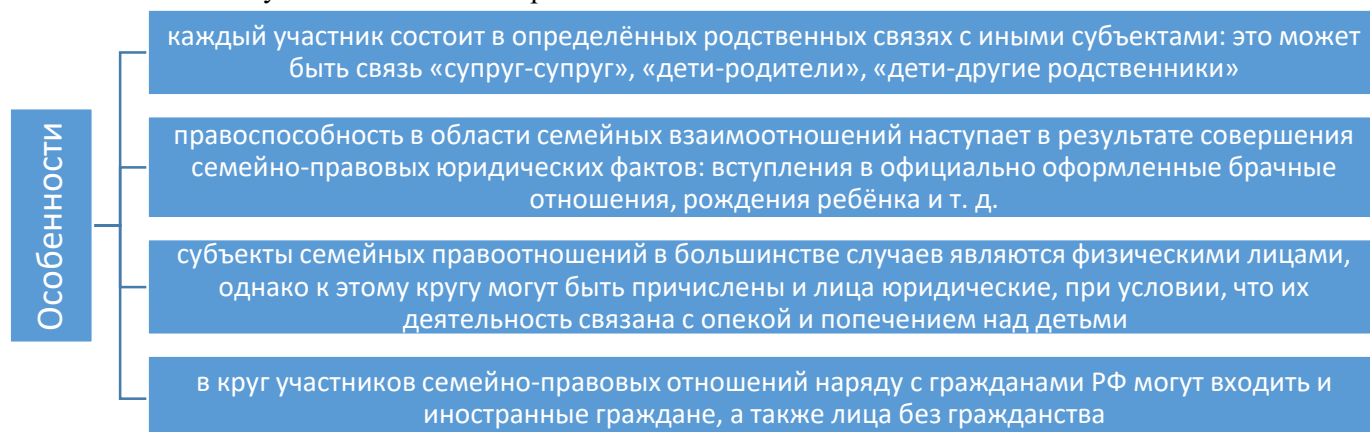 каждый участник состоит в определённых родственных связях с иными субъектами: это может
быть связь «супруг-супруг», «дети-родители», «дети-другие родственники»
Особенности
правоспособность в области семейных взаимоотношений наступает в результате совершения
семейно-правовых юридических фактов: вступления в официально оформленные брачные
отношения, рождения ребёнка и т. д.
субъекты семейных правоотношений в большинстве случаев являются физическими лицами,
однако к этому кругу могут быть причислены и лица юридические, при условии, что их
деятельность связана с опекой и попечением над детьми
в круг участников семейно-правовых отношений наряду с гражданами РФ могут входить и
иностранные граждане, а также лица без гражданства